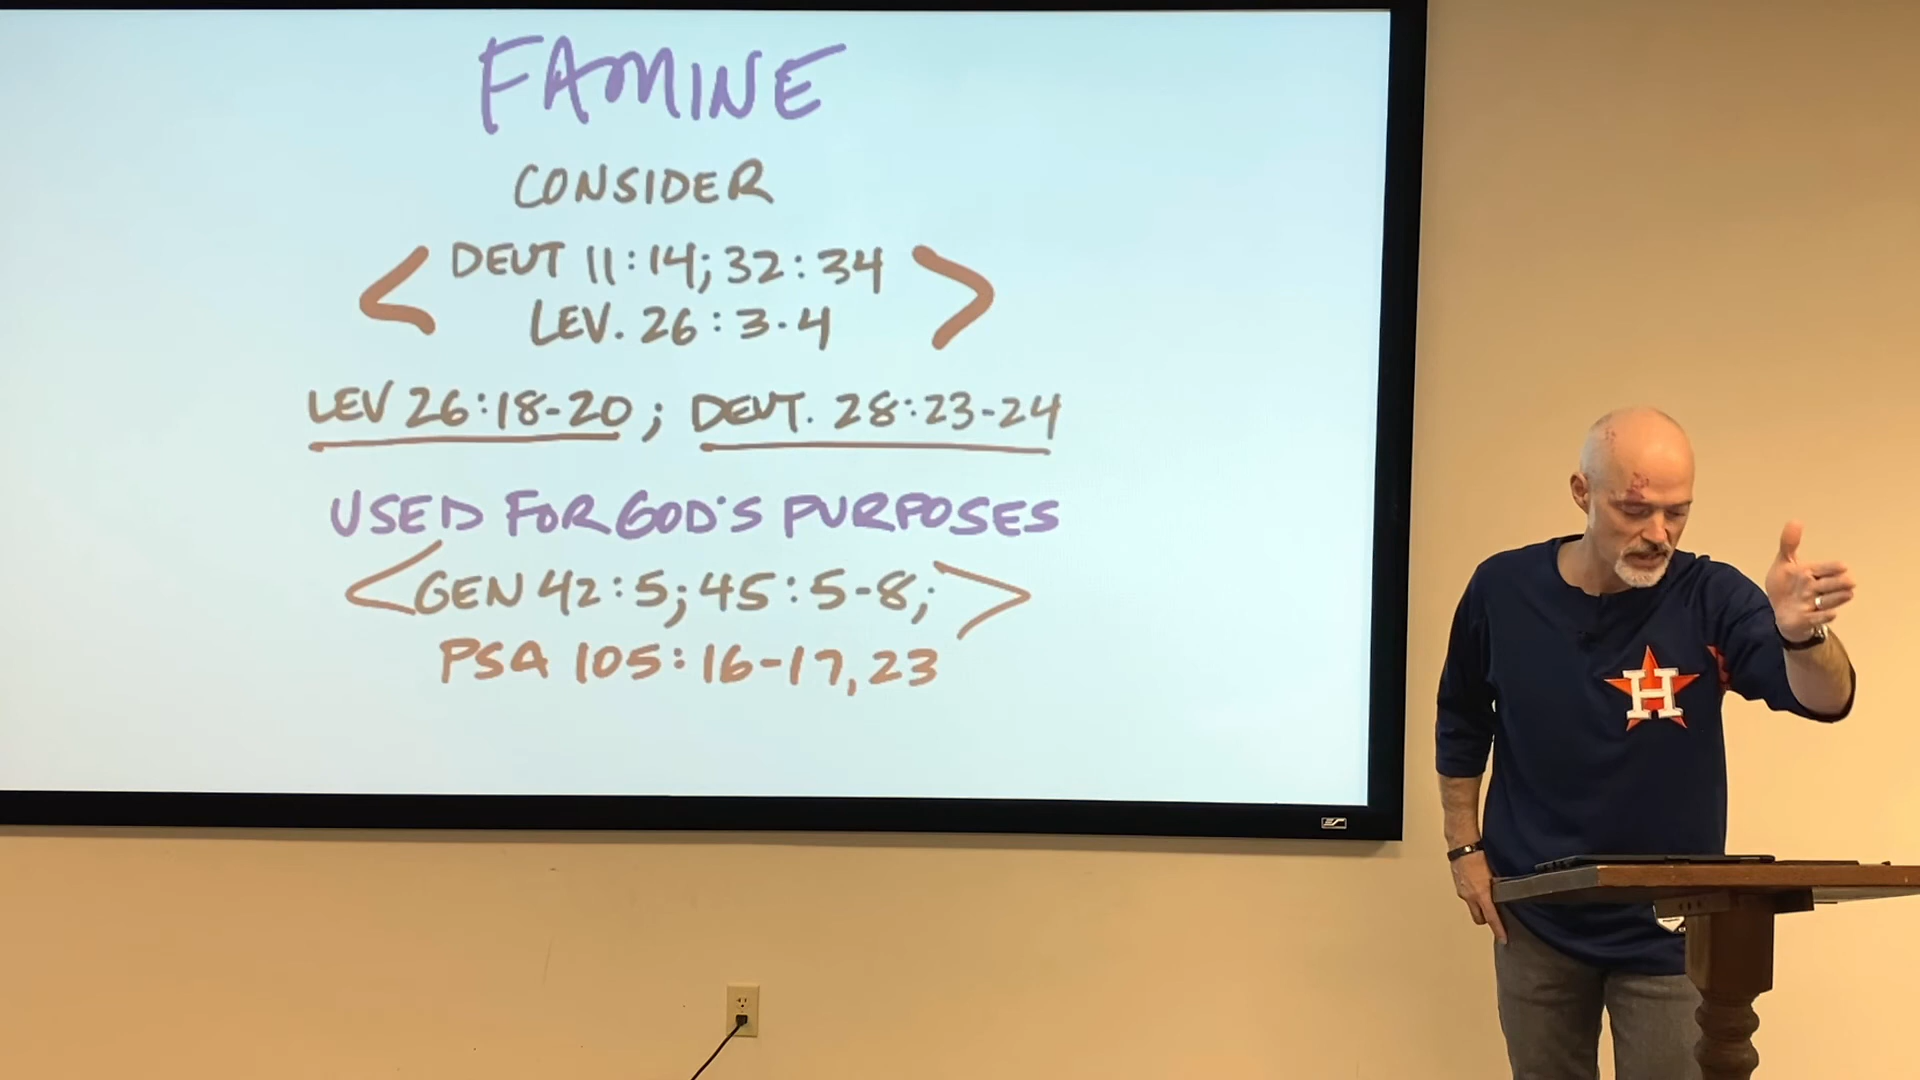 FAMINE
CONSIDER
DEUT 11:14; 32:34
LEV. 26:3-4
LEV 26:18-20; DEUT. 28:23-24
USED FOR GOD'S PURPOSES
GEN 42:5; 45:5-8;
PSA 105:16-17, 23
H